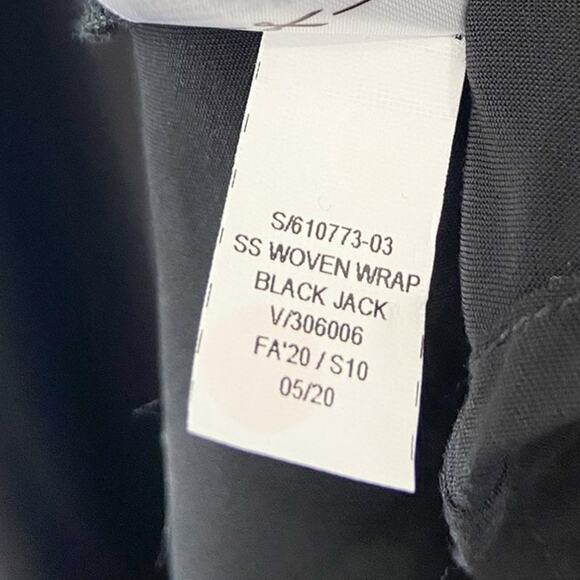 S/610773-03
SS WOVEN WRAP
BLACK JACK
V/306006
FA'20 / S10
05/20